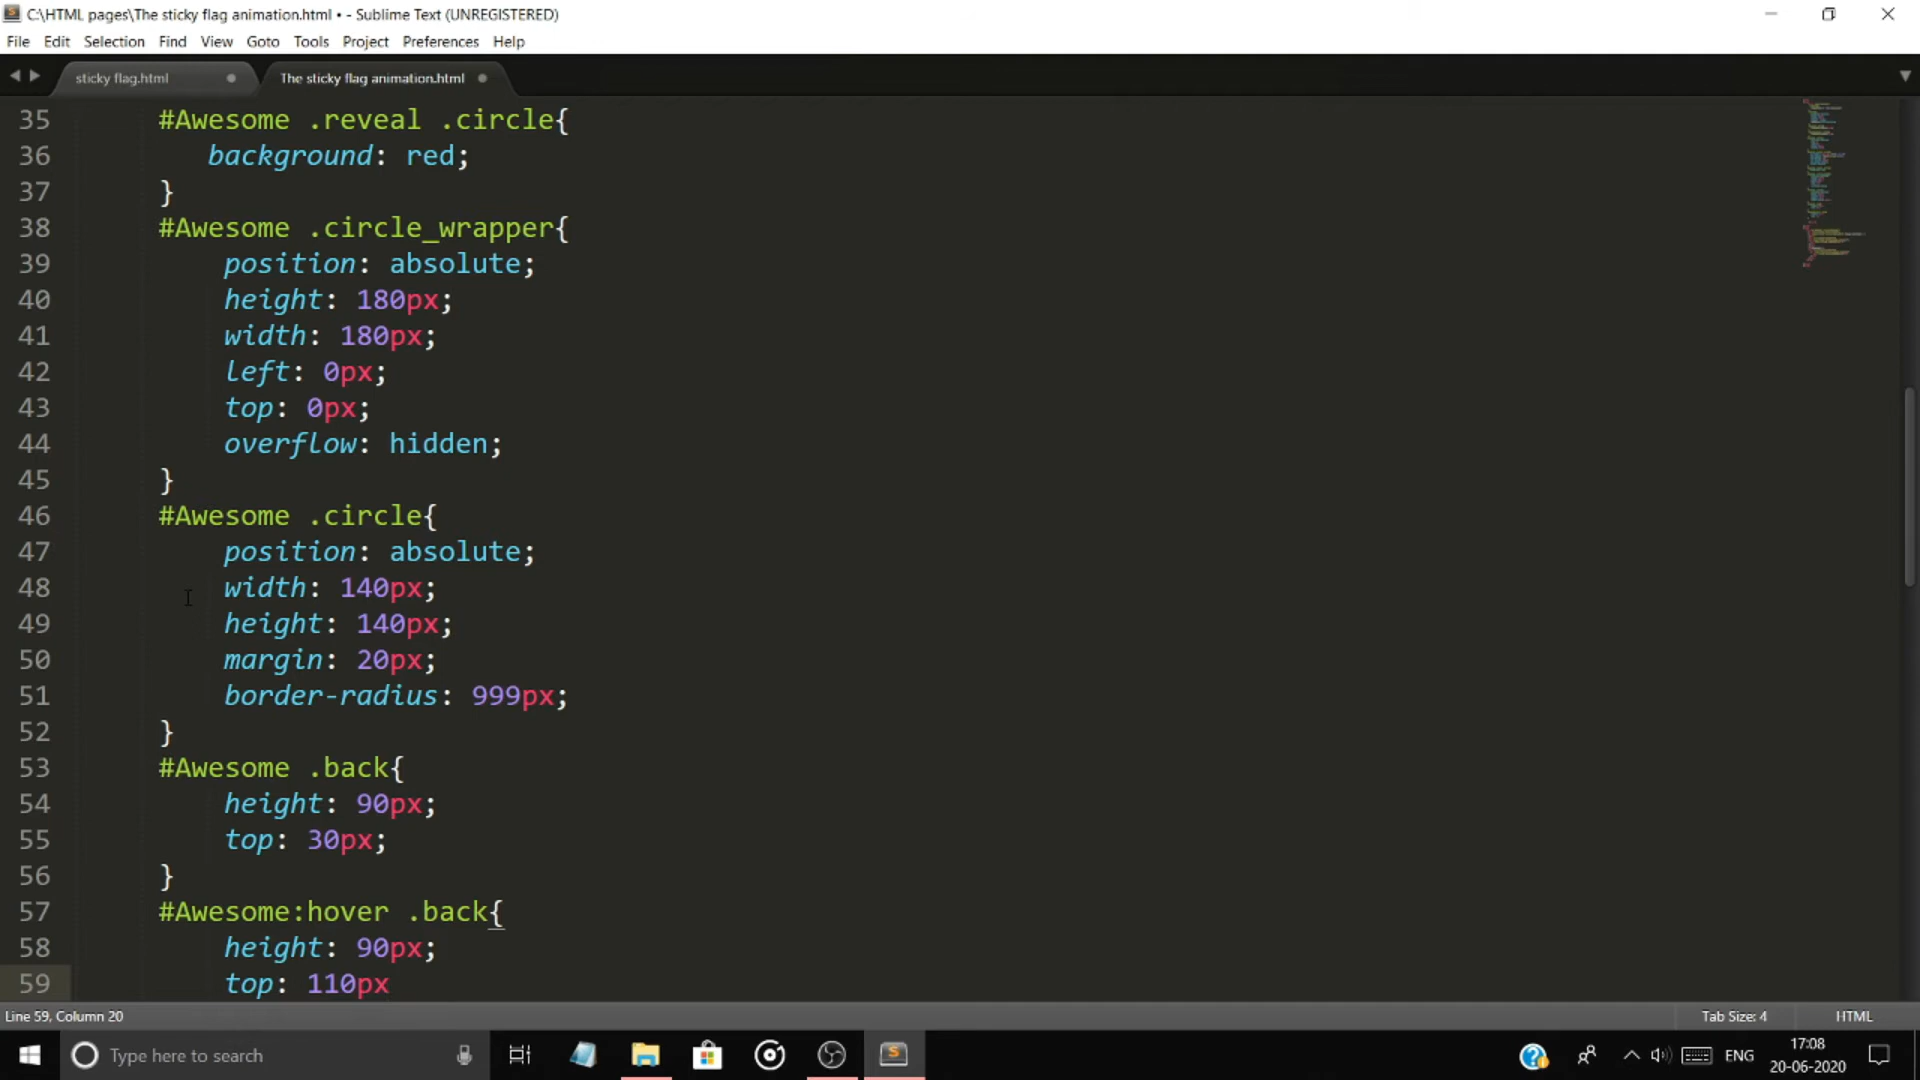 C:\HTML pages\The sticky flag animation.html • - Sublime Text (UNREGISTERED)
File Edit Selection Find View Goto Tools Project Preferences Help
sticky flag.html The sticky flag animation.html
35 #Awesome .reveal .circle{
36 background: red;
37 }
38 #Awesome .circle_wrapper{
39 position: absolute;
40 height: 180px;
41 width: 180px;
42 left: 0px;
43 top: 0px;
44 overflow: hidden;
45 }
46 #Awesome .circle{
47 position: absolute;
48 width: 140px;
49 height: 140px;
50 margin: 20px;
51 border-radius: 999px;
52 }
53 #Awesome .back{
54 height: 90px;
55 top: 30px;
56 }
57 #Awesome:hover .back{
58 height: 90px;
59 top: 110px
Line 59, Column 20 Tab Size: 4 HTML
Type here to search ENG 17:08
20-06-2020